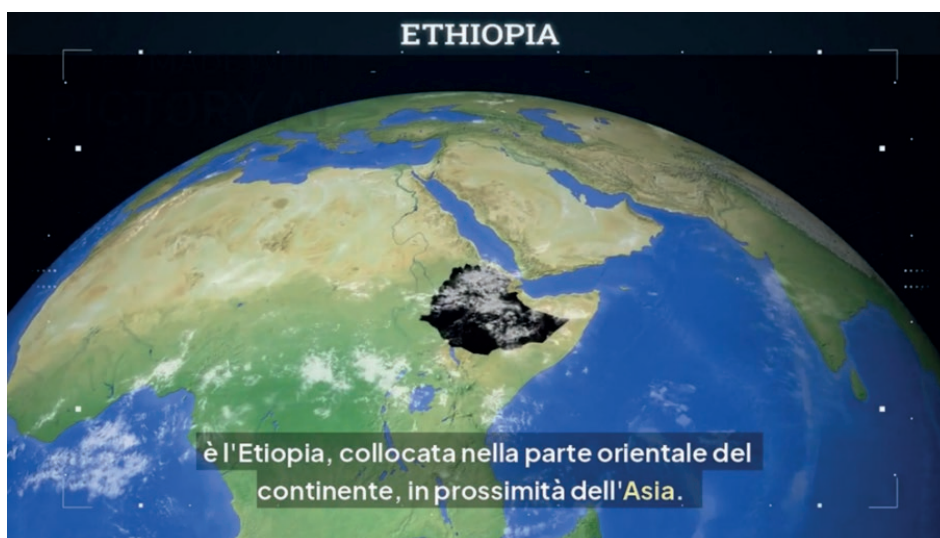 ETHIOPIA
è l'Etiopia, collocata nella parte orientale del
continente, in prossimità dell'Asia.